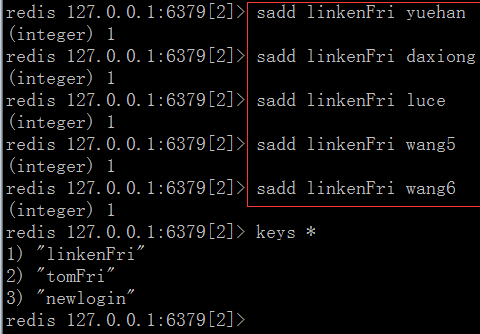 redis 127.0.0.1:6379[2]> sadd linkenFri yuehan
(integer) 1
redis 127.0.0.1:6379[2]> sadd linkenFri daxiong
(integer) 1
redis 127.0.0.1:6379[2]> sadd linkenFri luce
(integer) 1
redis 127.0.0.1:6379[2]> sadd linkenFri wang5
(integer) 1
redis 127.0.0.1:6379[2]> sadd linkenFri wang6
(integer) 1
redis 127.0.0.1:6379[2]> keys *
1) "linkenFri"
2) "tomFri"
3) "newlogin"
redis 127.0.0.1:6379[2]>